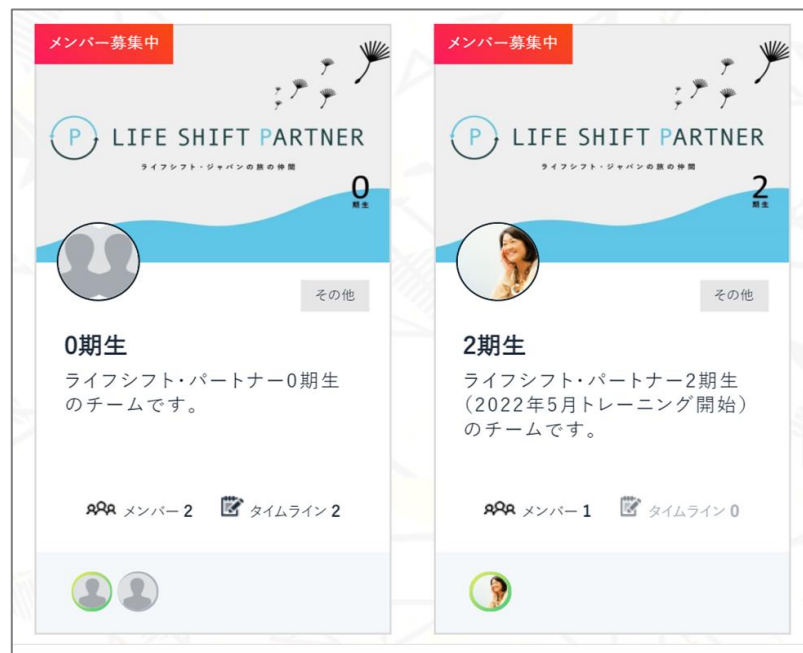 メンバー募集中
P LIFE SHIFT PARTNER
ライフシフト・ジャパンの旅の仲間
0
期生
その他
0期生
ライフシフト・パートナー0期生
のチームです。
メンバー 2 タイムライン 2
メンバー募集中
P LIFE SHIFT PARTNER
ライフシフト・ジャパンの旅の仲間
2
期生
その他
2期生
ライフシフト・パートナー2期生
(2022年5月トレーニング開始)
のチームです。
メンバー 1 タイムライン 0